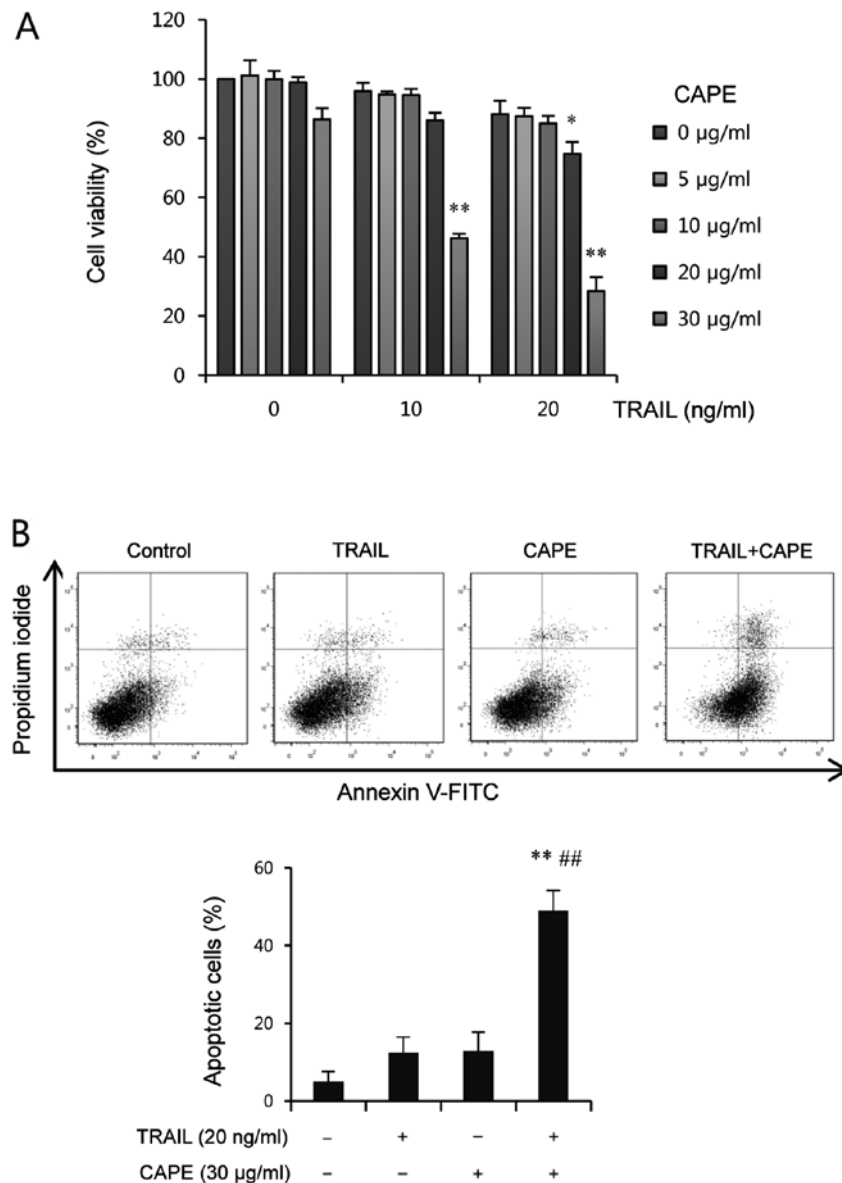 A
Cell viability (%)
120
100
80
60
40
20
0
**
*
**
0
10
20
TRAIL (ng/ml)
CAPE
0 µg/ml
5 µg/ml
10 µg/ml
20 µg/ml
30 µg/ml
B
Control
TRAIL
CAPE
TRAIL+CAPE
Propidium iodide
Annexin V-FITC
Apoptotic cells (%)
60
40
20
0
** ##
TRAIL (20 ng/ml) – + – +
CAPE (30 µg/ml) – – + +